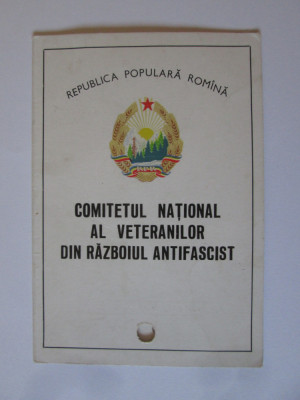 REPUBLICA POPULARĂ ROMÎNĂ
COMITETUL NAȚIONAL
AL VETERANILOR
DIN RĂZBOIUL ANTIFASCIST